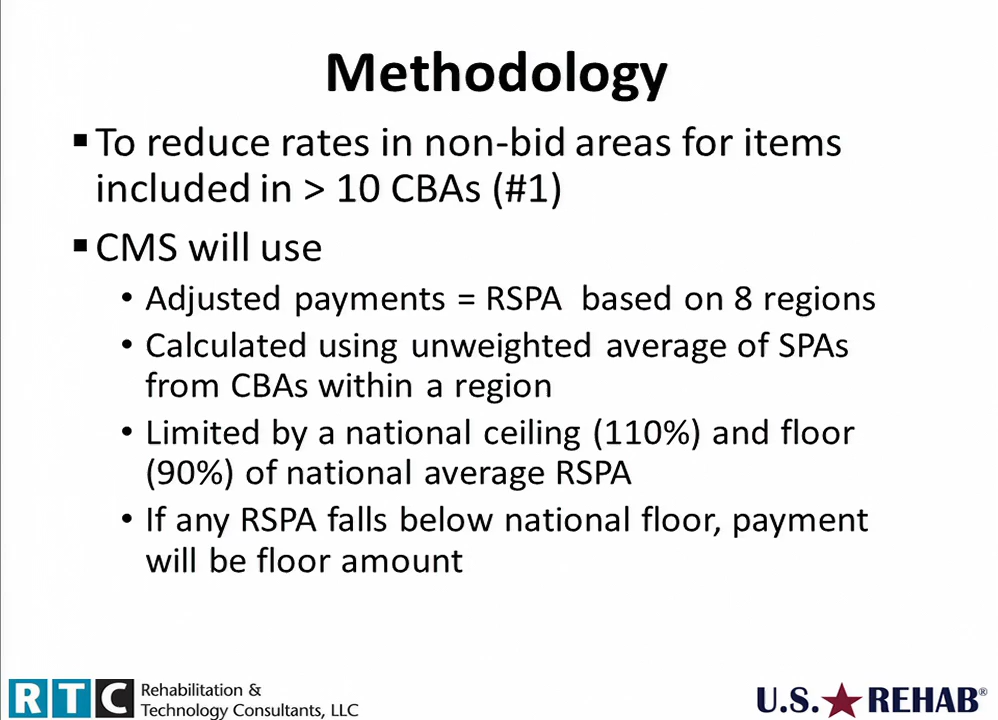 Methodology
▪ To reduce rates in non-bid areas for items
included in > 10 CBAs (#1)
▪ CMS will use
• Adjusted payments = RSPA based on 8 regions
• Calculated using unweighted average of SPAs
from CBAs within a region
• Limited by a national ceiling (110%) and floor
(90%) of national average RSPA
• If any RSPA falls below national floor, payment
will be floor amount
RTC Rehabilitation &
Technology Consultants, LLC
U.S. REHAB®